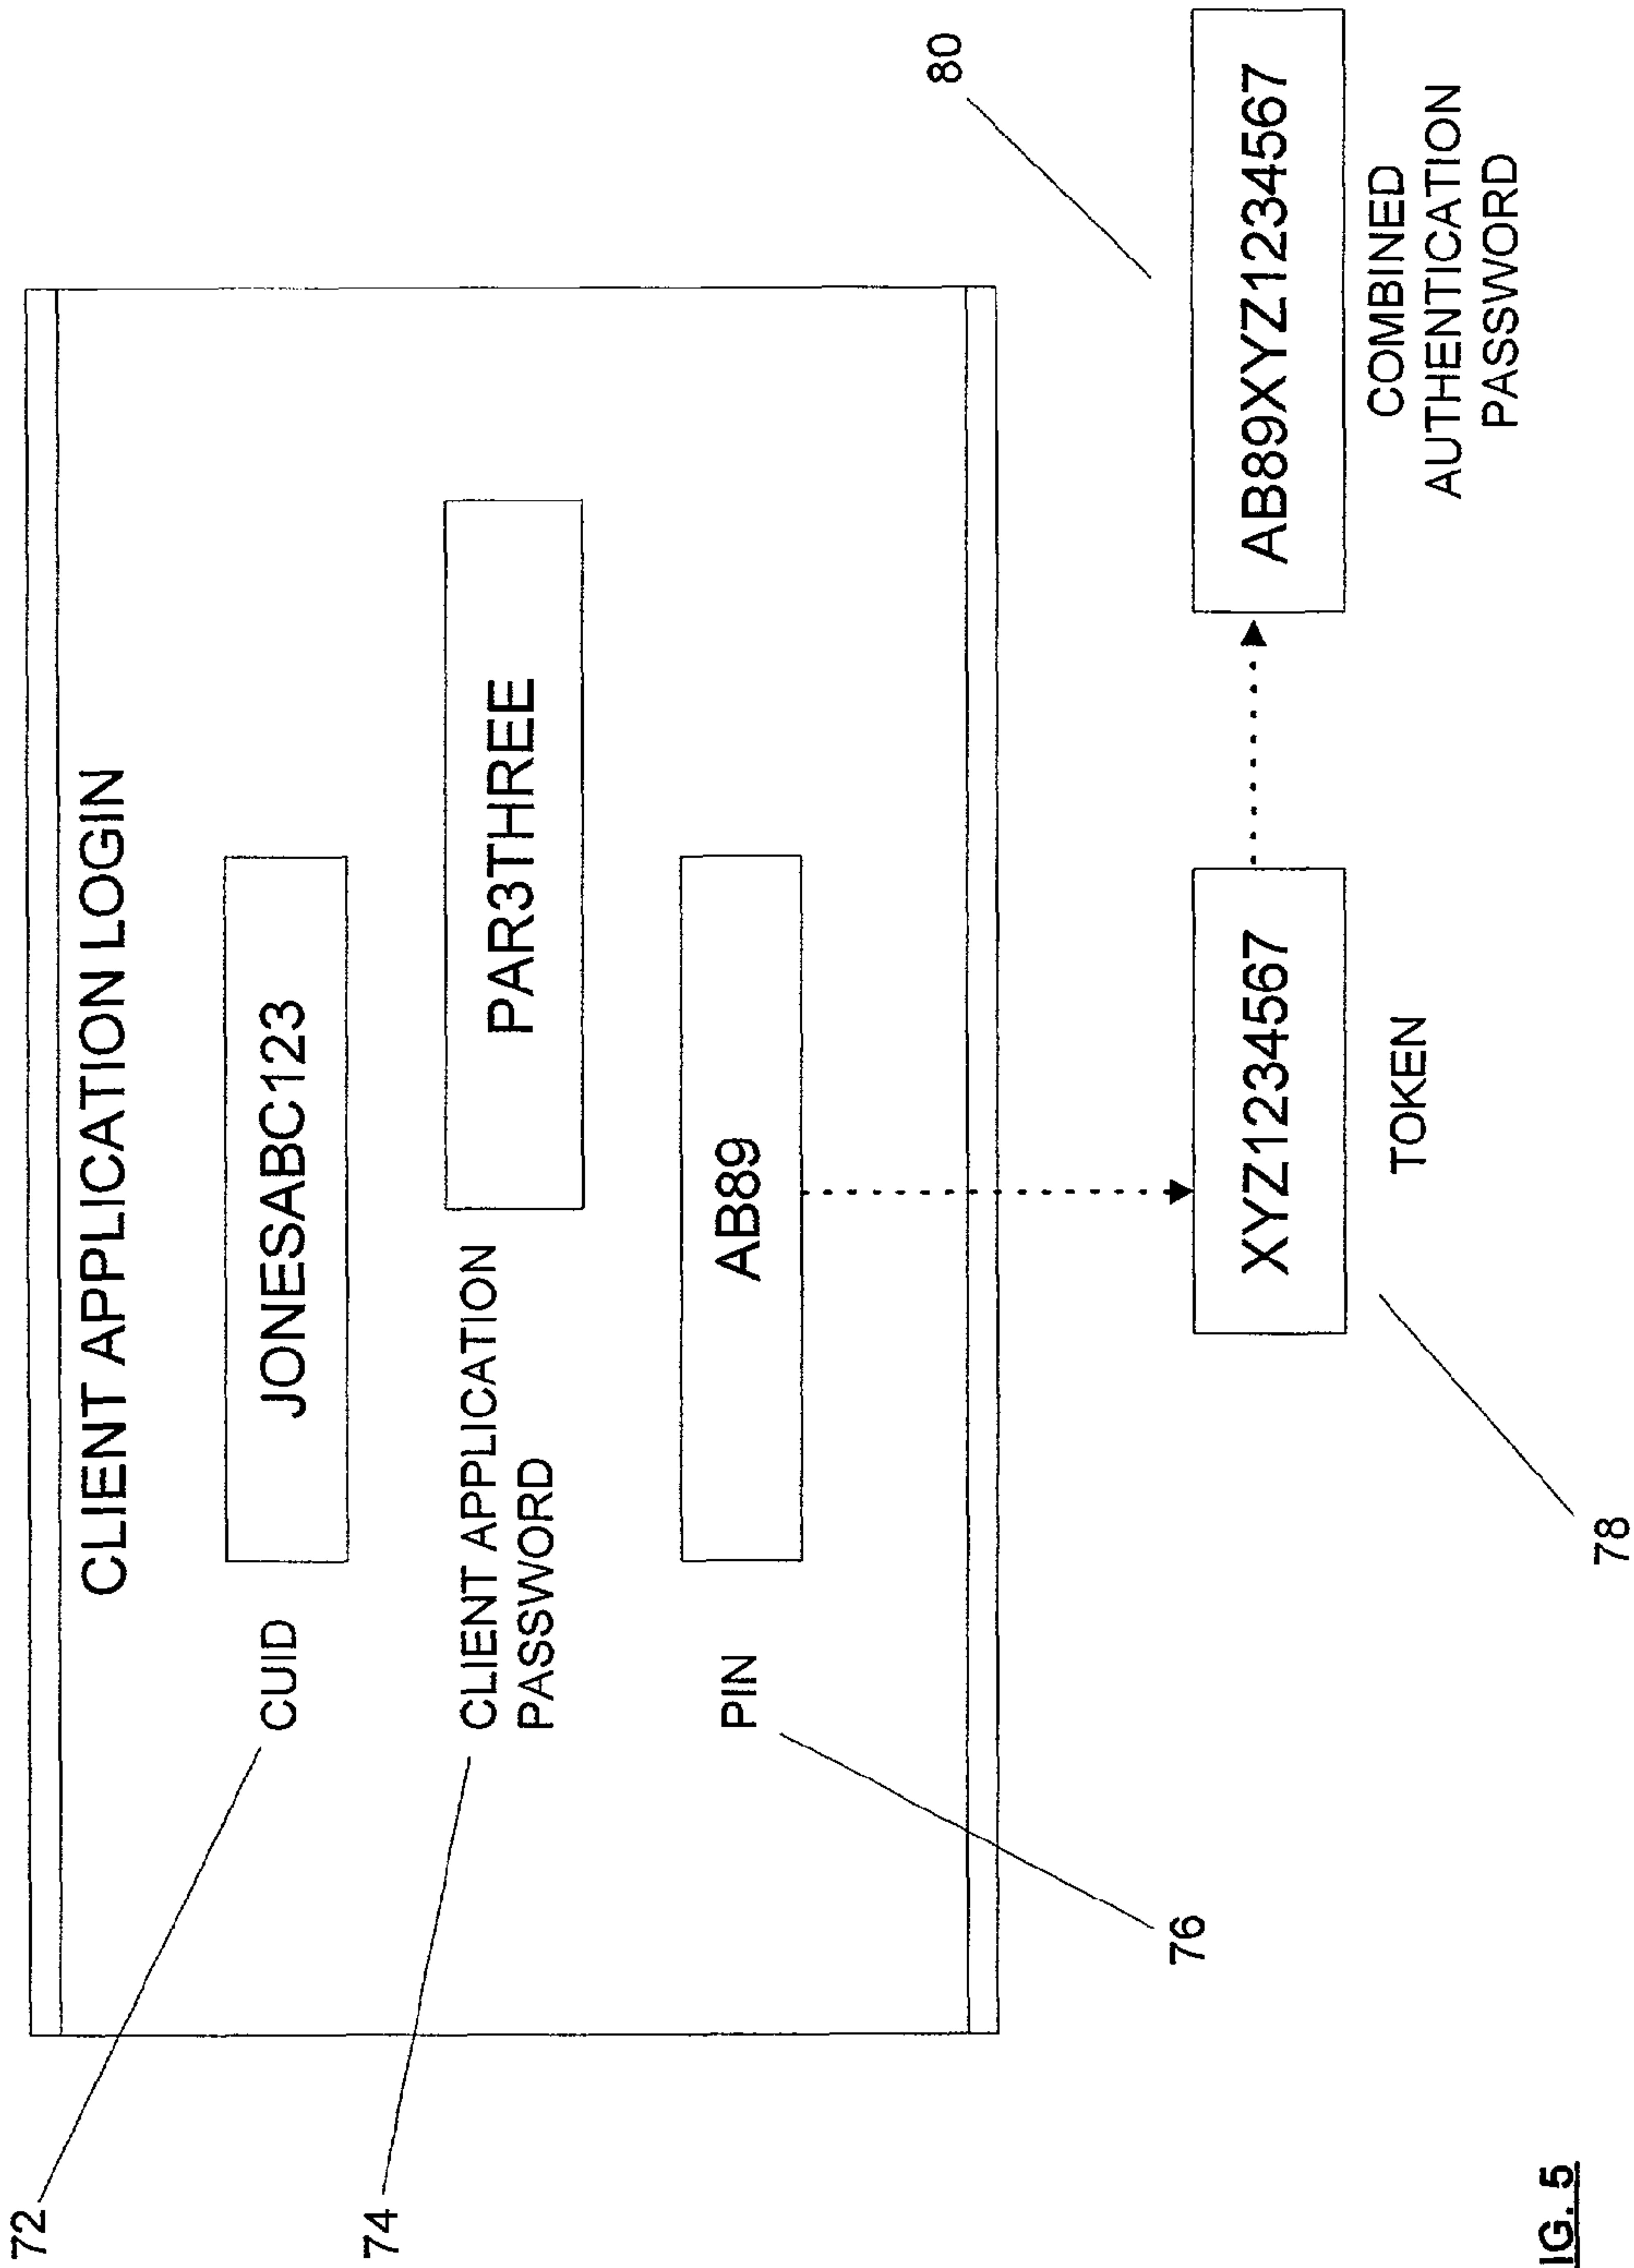 CLIENT APPLICATION LOGIN
72
CUID
JONESABC123
74
CLIENT APPLICATION
PASSWORD
PAR3THREE
PIN
AB89
76
80
XYZ1234567
AB89XYZ1234567
TOKEN
COMBINED
AUTHENTICATION
PASSWORD
78
IG. 5